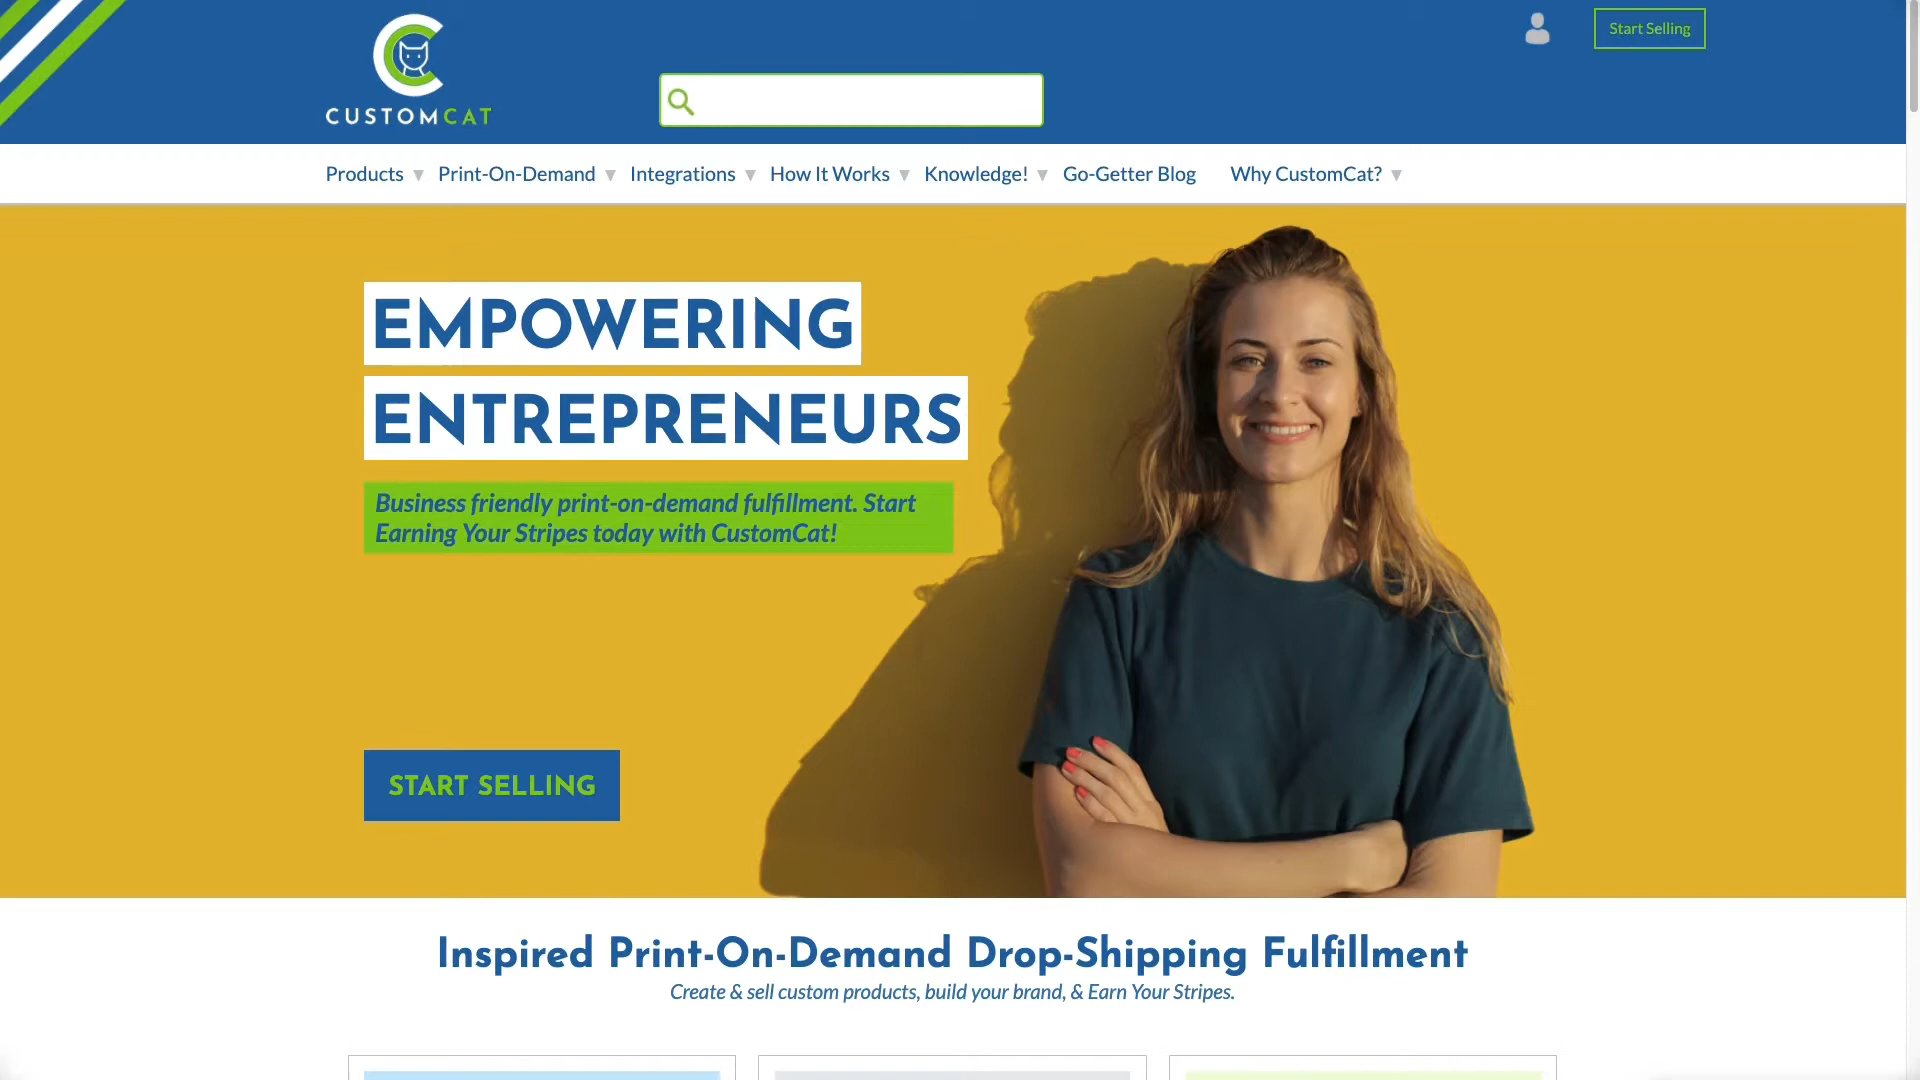 Start Selling
CUSTOMCAT
Products Print-On-Demand Integrations How It Works Knowledge! Go-Getter Blog Why CustomCat?
EMPOWERING
ENTREPRENEURS
Business friendly print-on-demand fulfillment. Start
Earning Your Stripes today with CustomCat!
START SELLING
Inspired Print-On-Demand Drop-Shipping Fulfillment
Create & sell custom products, build your brand, & Earn Your Stripes.